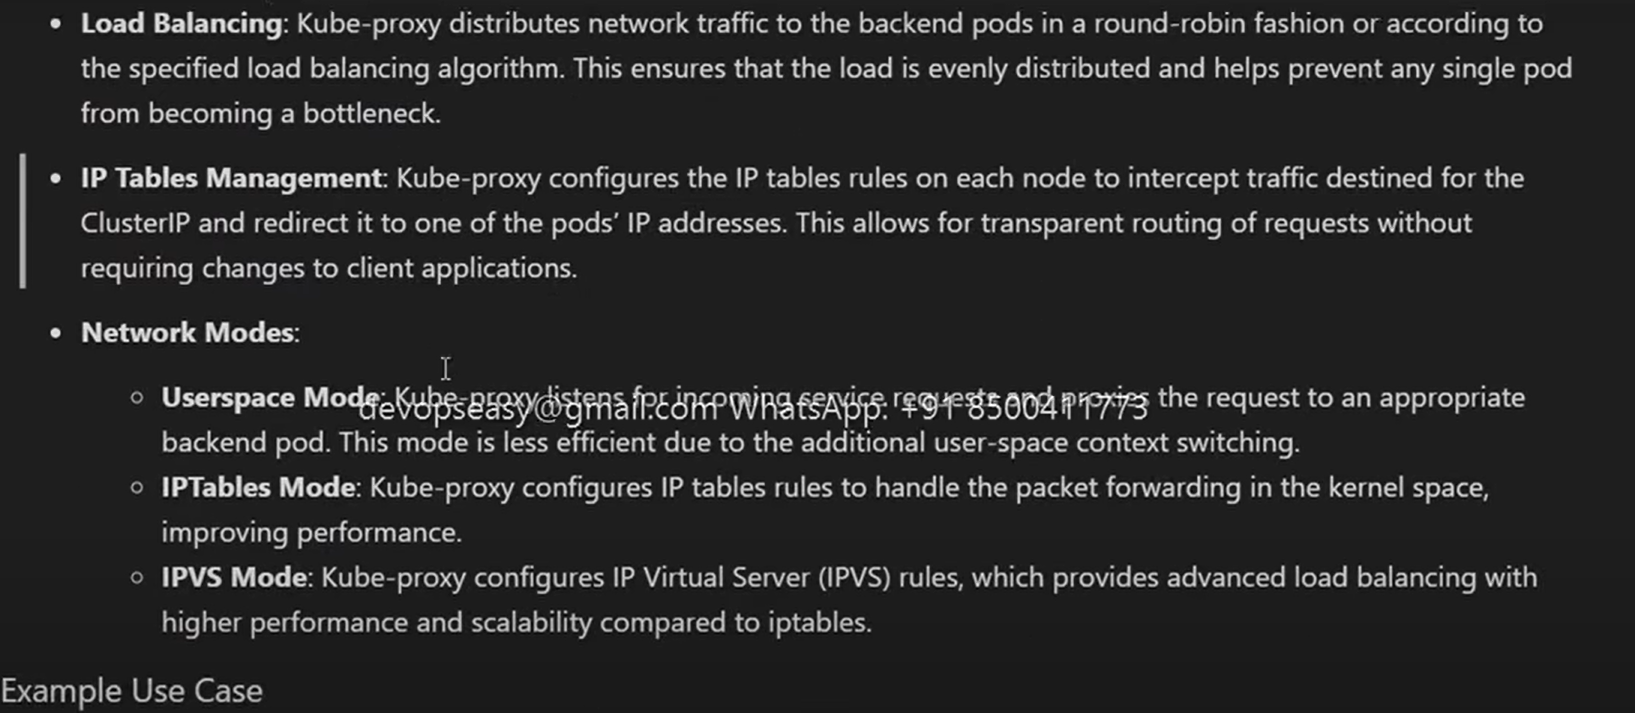 • Load Balancing: Kube-proxy distributes network traffic to the backend pods in a round-robin fashion or according to
the specified load balancing algorithm. This ensures that the load is evenly distributed and helps prevent any single pod
from becoming a bottleneck.
• IP Tables Management: Kube-proxy configures the IP tables rules on each node to intercept traffic destined for the
ClusterIP and redirect it to one of the pods’ IP addresses. This allows for transparent routing of requests without
requiring changes to client applications.
• Network Modes:
○ Userspace Mode: Kube-proxy listens for incoming service requests and proxies the request to an appropriate
devopseasy@gmail.com WhatsApp: +91 8500411773
backend pod. This mode is less efficient due to the additional user-space context switching.
○ IPTables Mode: Kube-proxy configures IP tables rules to handle the packet forwarding in the kernel space,
improving performance.
○ IPVS Mode: Kube-proxy configures IP Virtual Server (IPVS) rules, which provides advanced load balancing with
higher performance and scalability compared to iptables.
Example Use Case